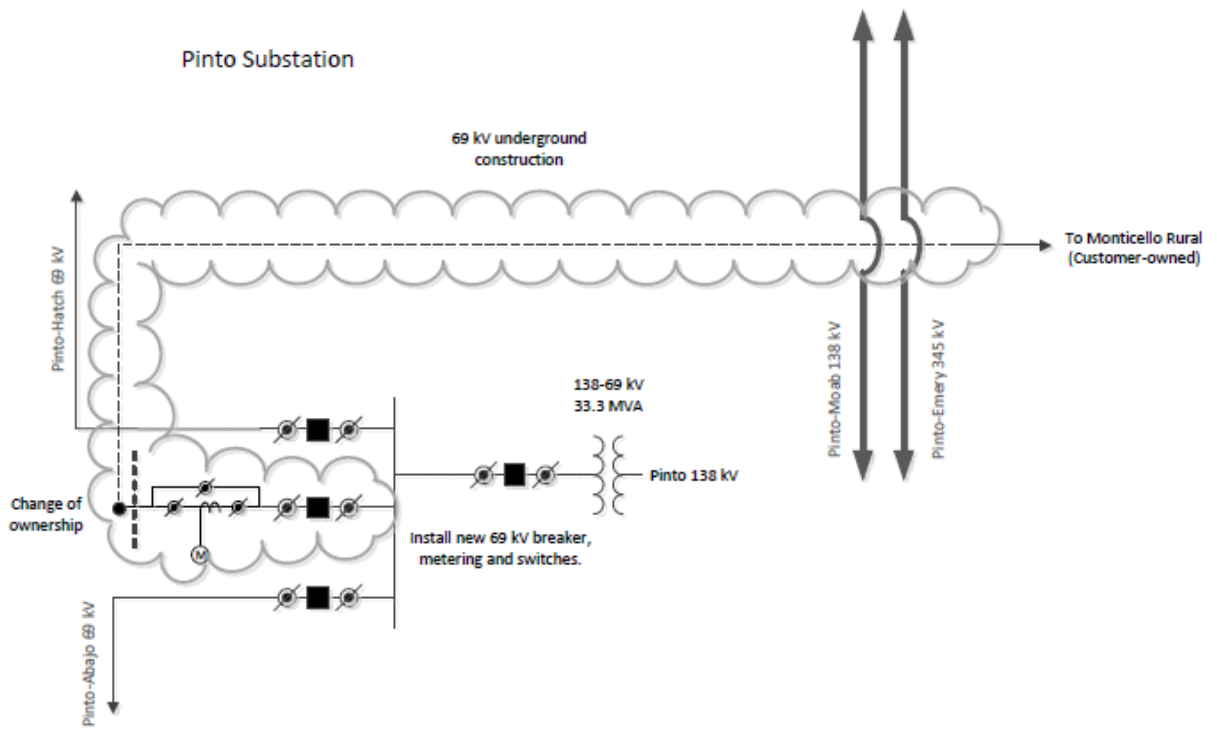 Pinto Substation
69 kV underground
construction
To Monticello Rural
(Customer-owned)
Pinto-Hatch 69 kV
Pinto-Moab 138 kV
Pinto-Emery 345 kV
138-69 kV
33.3 MVA
Pinto 138 kV
Change of
ownership
M
Install new 69 kV breaker,
metering and switches.
Pinto-Abajo 69 kV